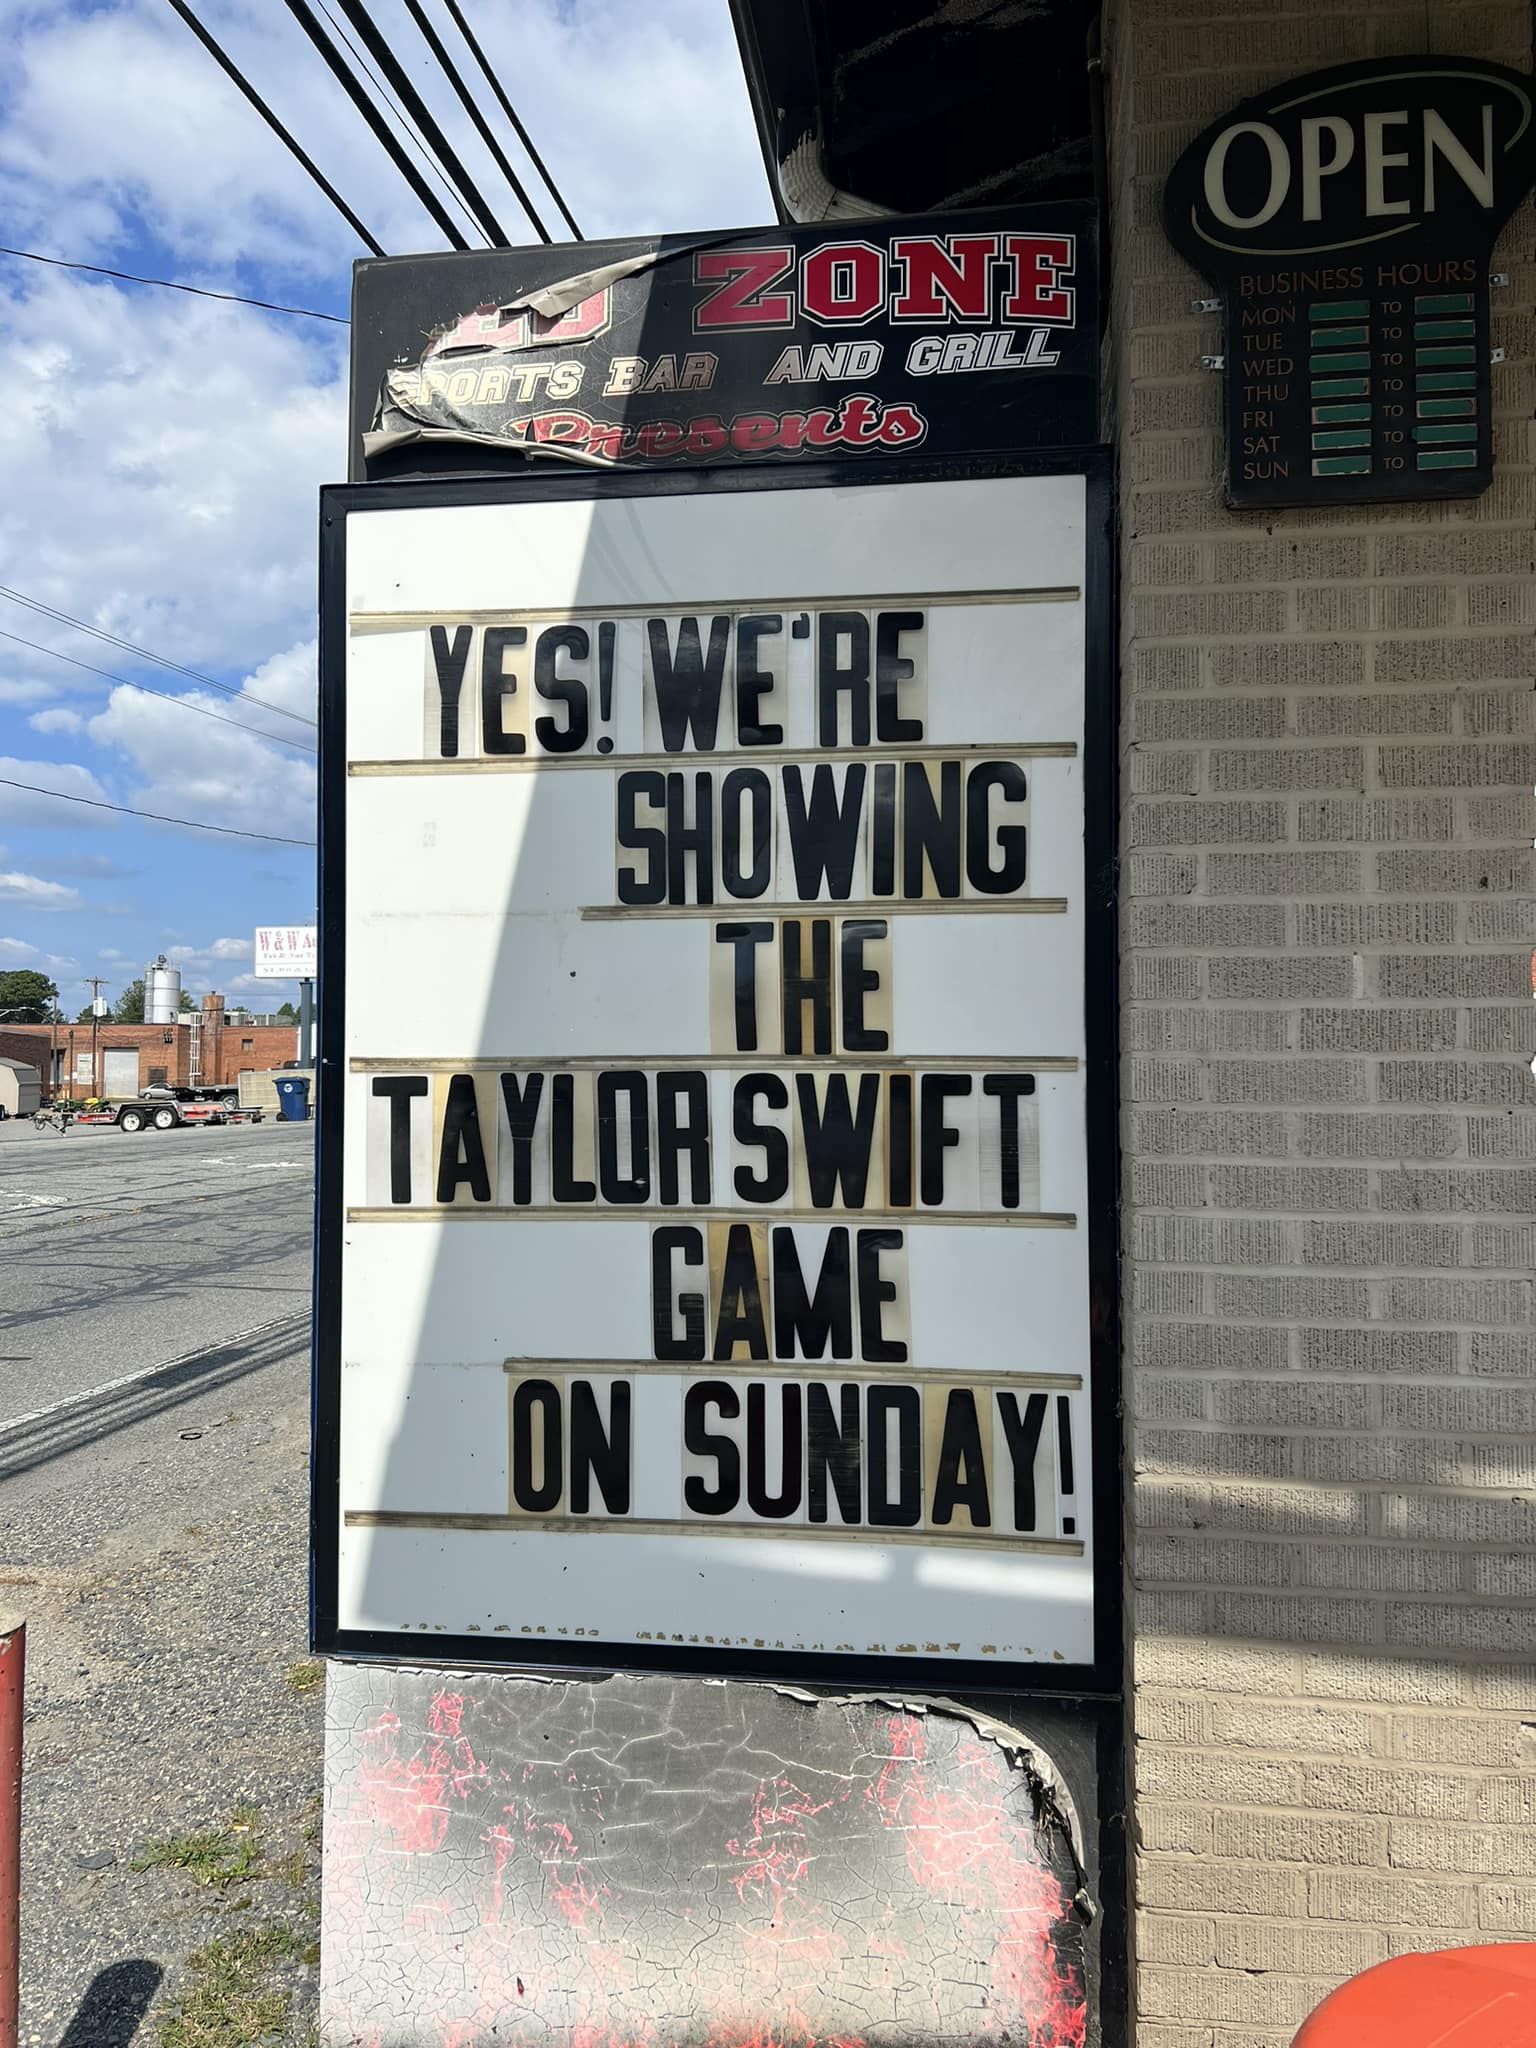 OPEN
BUSINESS HOURS
MON TO
TUE TO
WED TO
THU TO
FRI TO
SAT TO
SUN TO
ZONE
SPORTS BAR AND GRILL
Presents
YES! WE'RE
SHOWING
THE
TAYLOR SWIFT
GAME
ON SUNDAY!
W&W